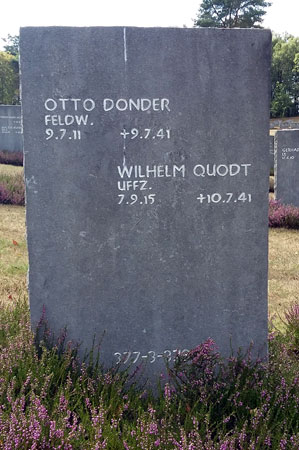 OTTO DONDER
FELDW.
9.7.11 +9.7.41
WILHELM QUODT
UFFZ.
7.9.15 +10.7.41